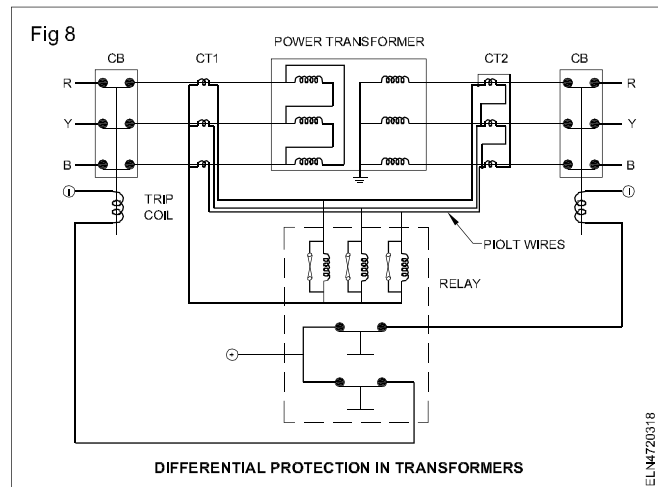 Fig 8
POWER TRANSFORMER
CB
CT1
CT2
CB
R
R
Y
Y
B
B
TRIP
COIL
PIOLT WIRES
RELAY
+
DIFFERENTIAL PROTECTION IN TRANSFORMERS
ELN4720318